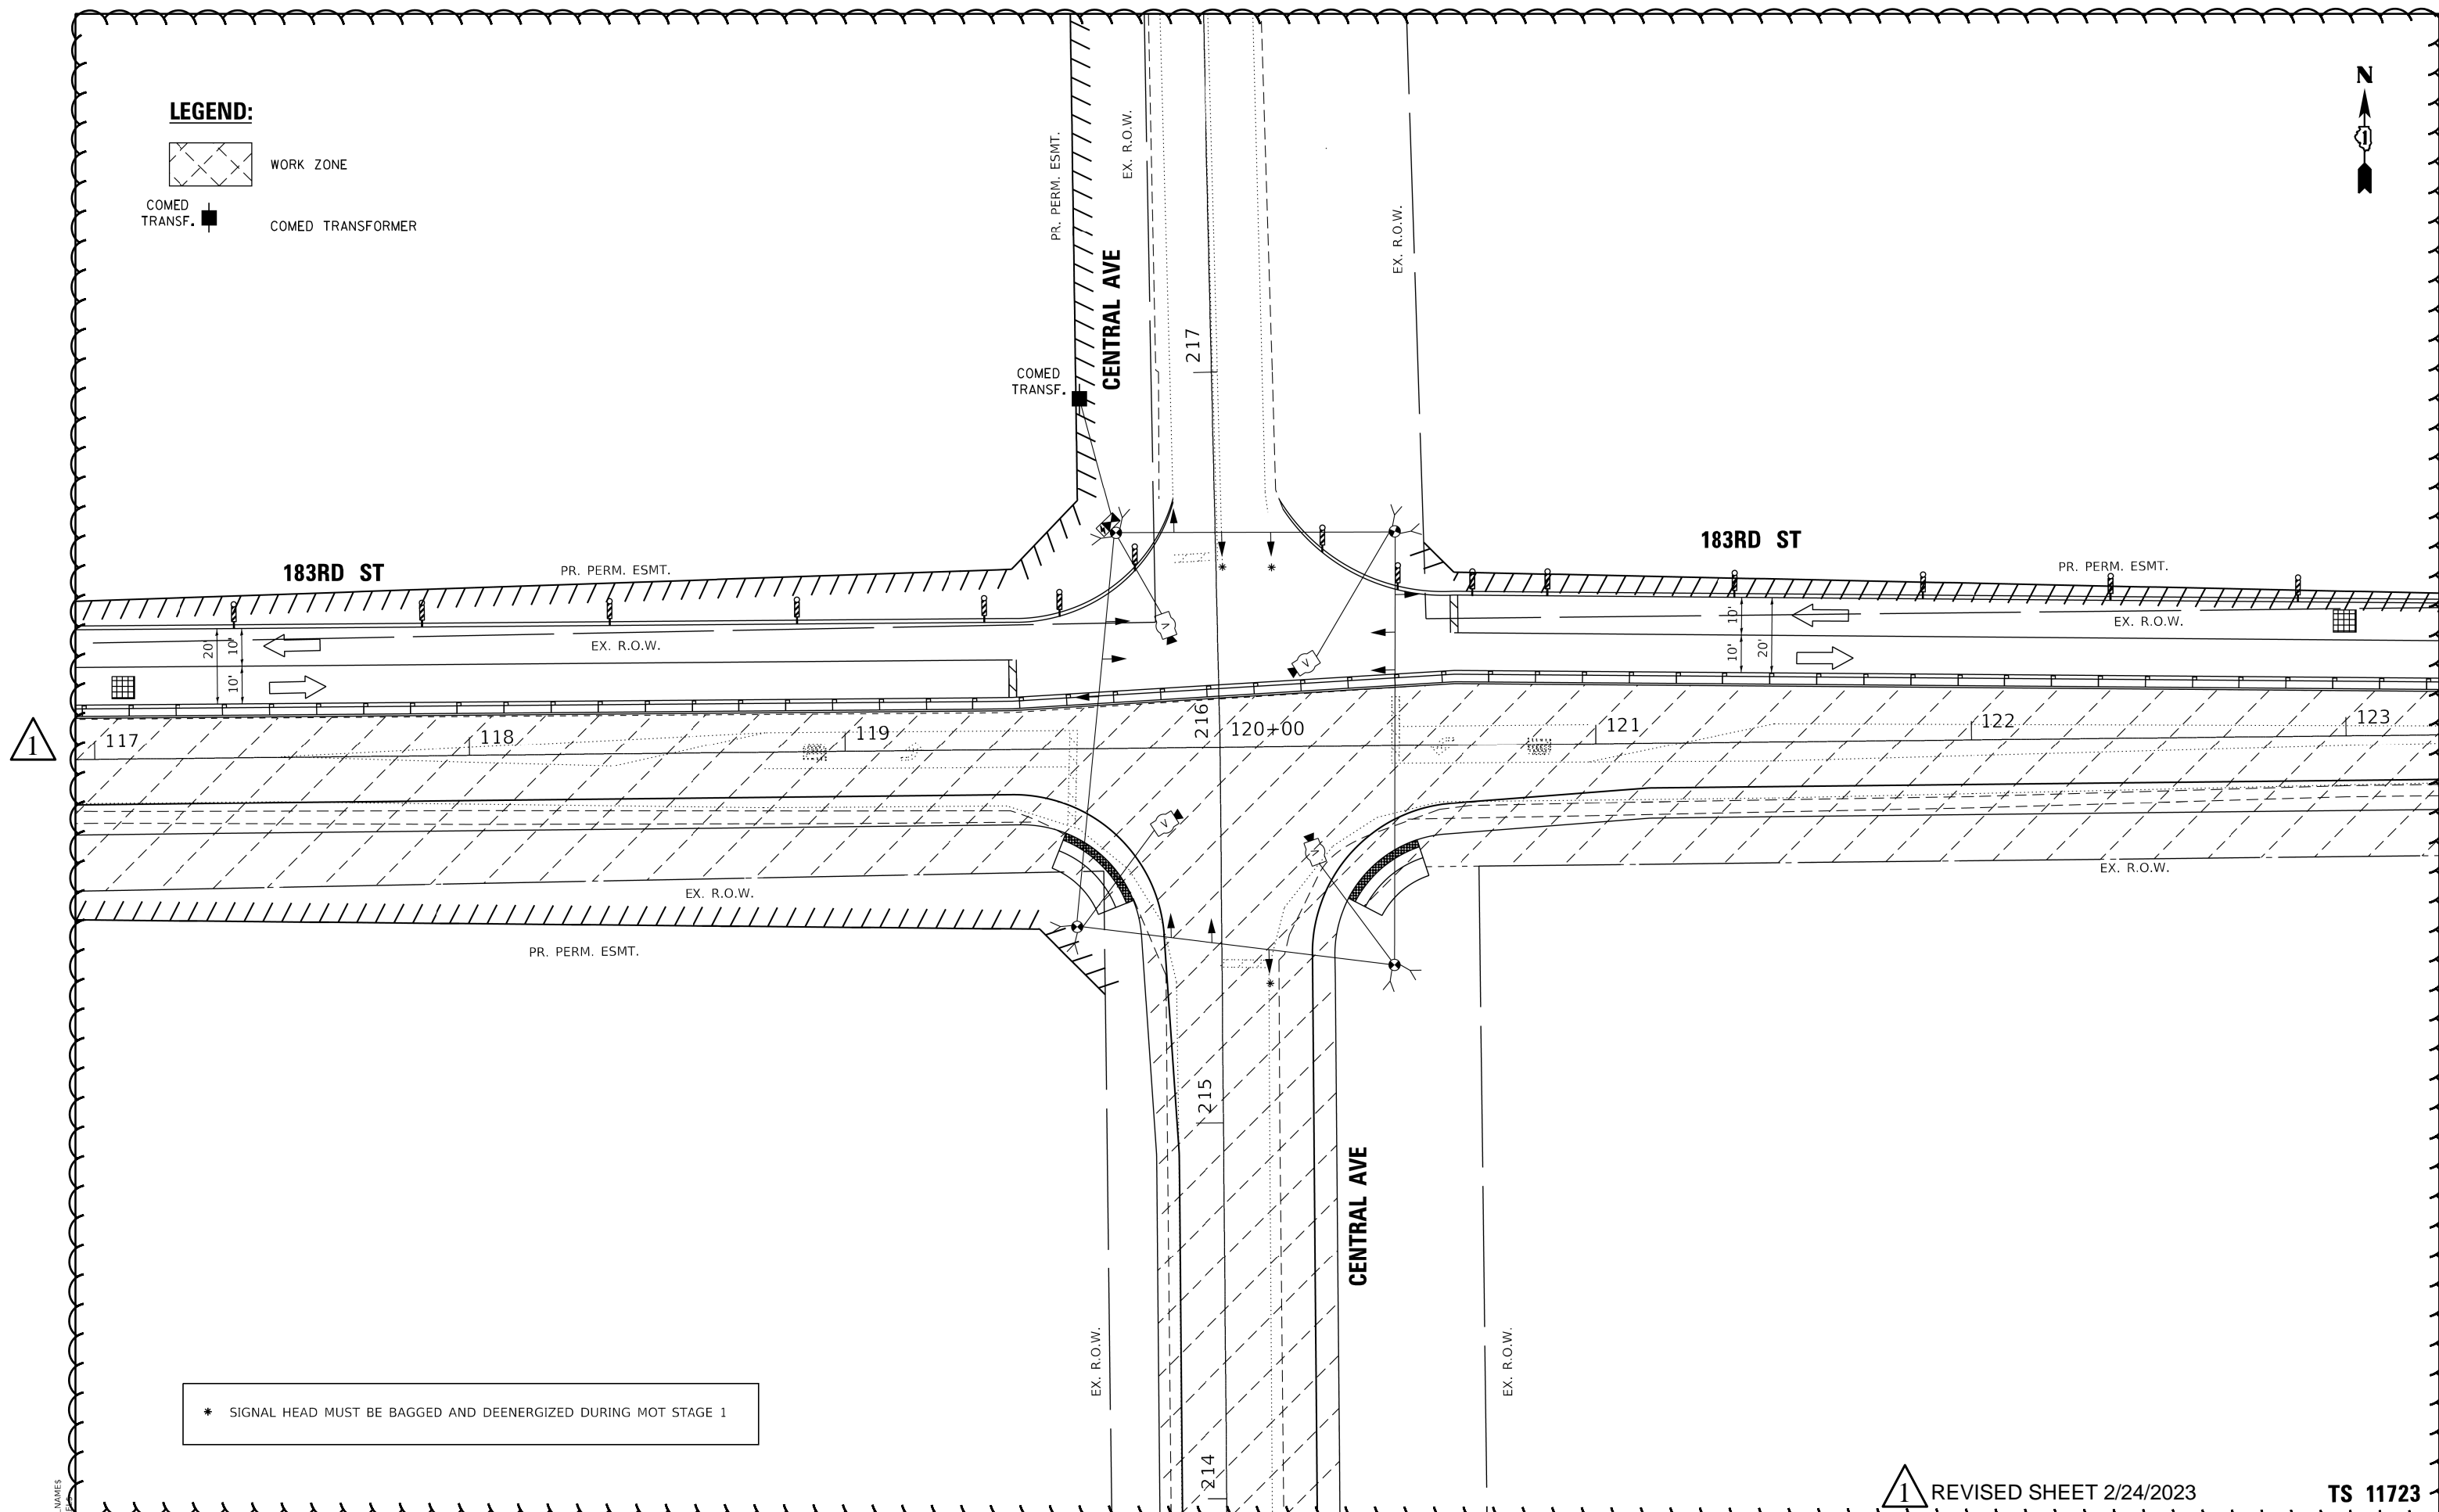 N
LEGEND:
WORK ZONE
COMED
TRANSF.
COMED TRANSFORMER
PR. PERM. ESMT.
EX. R.O.W.
CENTRAL AVE
217
EX. R.O.W.
COMED
TRANSF.
183RD ST
PR. PERM. ESMT.
183RD ST
PR. PERM. ESMT.
EX. R.O.W.
EX. R.O.W.
20'
10'
10'
10'
10'
20'
V
V
1
117
118
119
216
120+00
121
122
123
V
V
EX. R.O.W.
EX. R.O.W.
PR. PERM. ESMT.
215
CENTRAL AVE
EX. R.O.W.
EX. R.O.W.
* SIGNAL HEAD MUST BE BAGGED AND DEENERGIZED DURING MOT STAGE 1
214
1 REVISED SHEET 2/24/2023
TS 11723